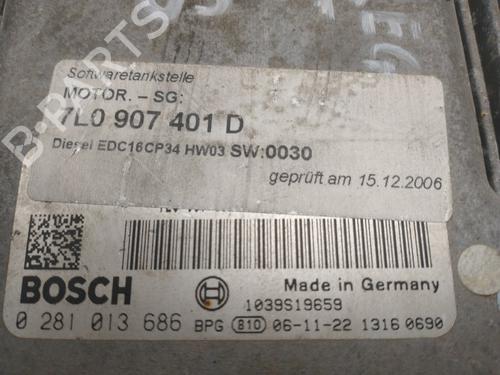 Softwaretankstelle
MOTOR. - SG:
7L0 907 401 D
Diesel EDC16CP34 HW03 SW:0030
geprüft am 15.12.2006
BOSCH
Made in Germany
1039S19659
0 281 013 686 BPG 810 06-11-22 1316 0690
B-PARTS